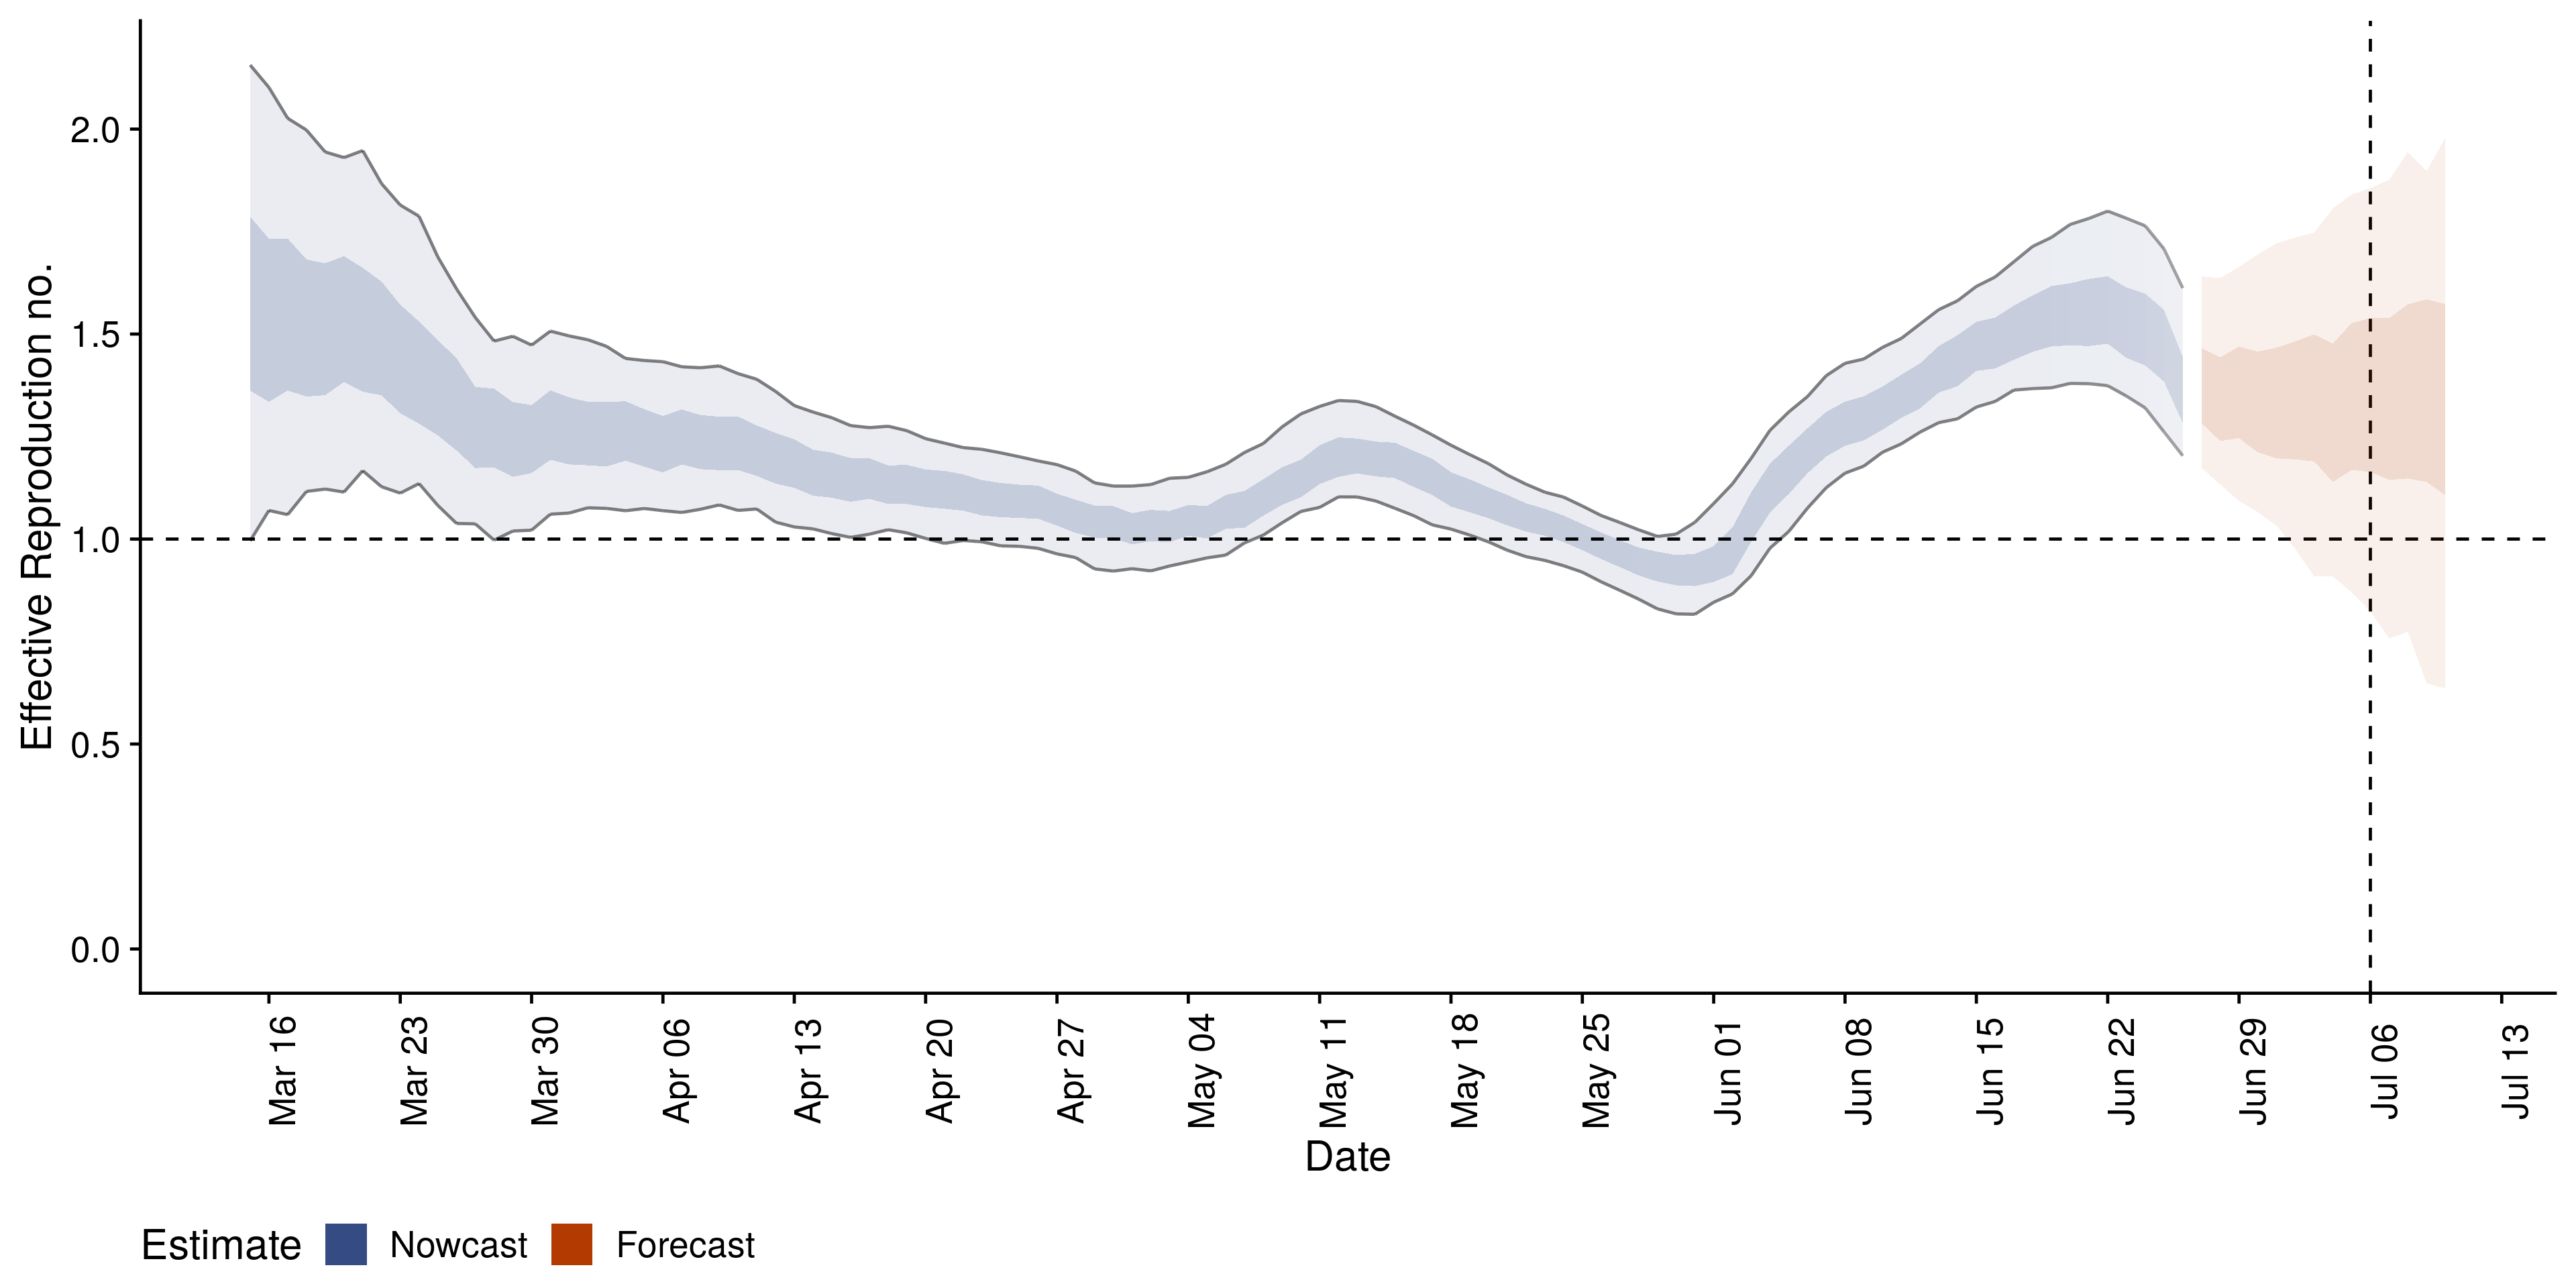 Effective Reproduction no.
2.0
1.5
1.0
0.5
0.0
Mar 16
Mar 23
Mar 30
Apr 06
Apr 13
Apr 20
Apr 27
May 04
May 11
May 18
May 25
Jun 01
Jun 08
Jun 15
Jun 22
Jun 29
Jul 06
Jul 13
Date
Estimate Nowcast Forecast